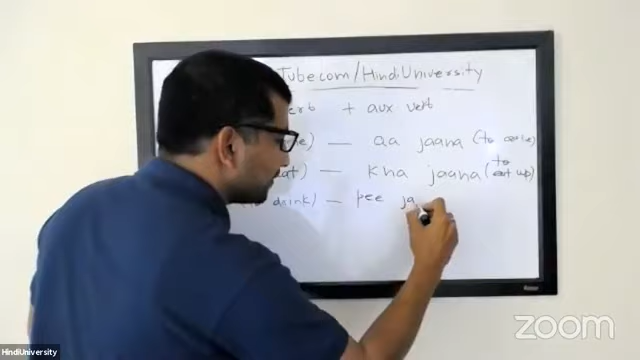 Tube.com/HindiUniversity
erb + aux verb
e) — aa jaana (to arrive)
at) — kha jaana (to eat up)
drink) — pee ja
zoom
HindiUniversity